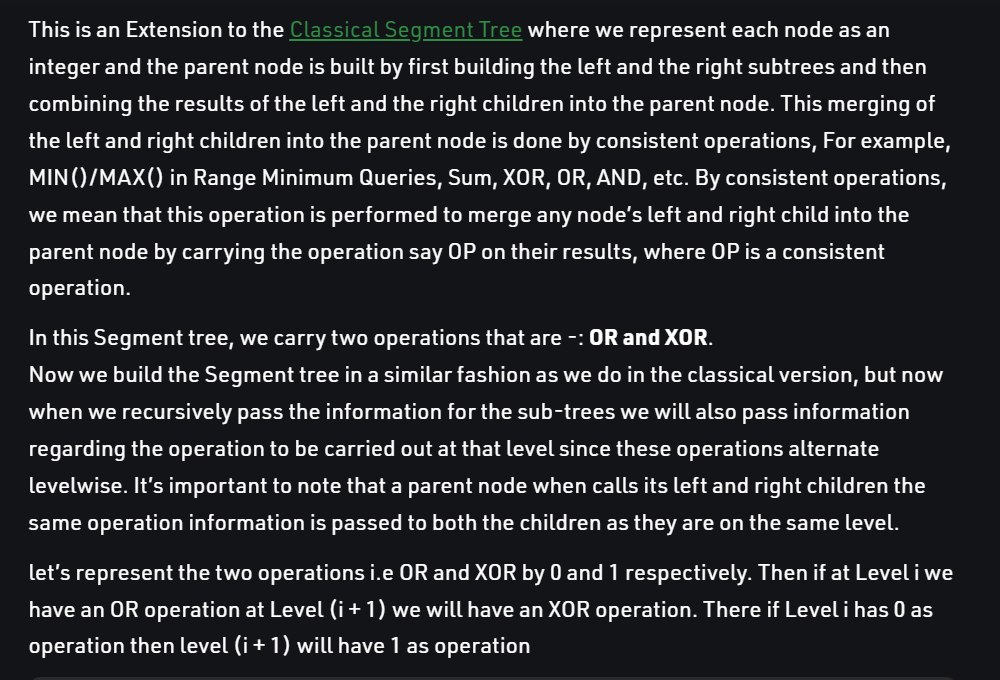 This is an Extension to the Classical Segment Tree where we represent each node as an
integer and the parent node is built by first building the left and the right subtrees and then
combining the results of the left and the right children into the parent node. This merging of
the left and right children into the parent node is done by consistent operations, For example,
MIN()/MAX() in Range Minimum Queries, Sum, XOR, OR, AND, etc. By consistent operations,
we mean that this operation is performed to merge any node’s left and right child into the
parent node by carrying the operation say OP on their results, where OP is a consistent
operation.
In this Segment tree, we carry two operations that are -: OR and XOR.
Now we build the Segment tree in a similar fashion as we do in the classical version, but now
when we recursively pass the information for the sub-trees we will also pass information
regarding the operation to be carried out at that level since these operations alternate
levelwise. It’s important to note that a parent node when calls its left and right children the
same operation information is passed to both the children as they are on the same level.
let’s represent the two operations i.e OR and XOR by 0 and 1 respectively. Then if at Level i we
have an OR operation at Level (i + 1) we will have an XOR operation. There if Level i has 0 as
operation then level (i + 1) will have 1 as operation